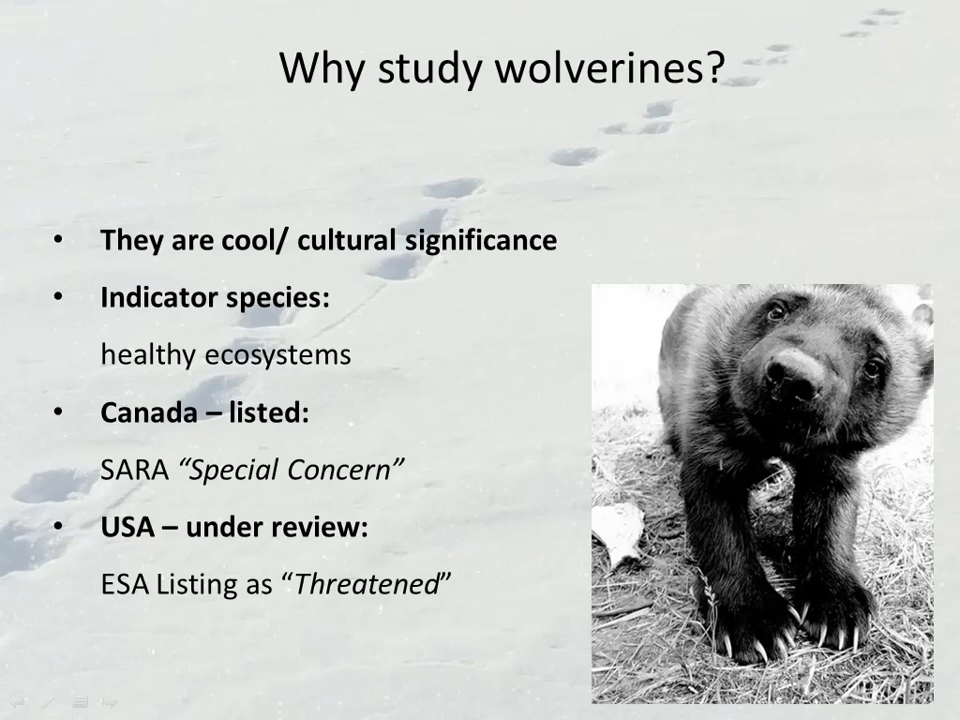 Why study wolverines?
• They are cool/ cultural significance
• Indicator species:
healthy ecosystems
• Canada – listed:
SARA “Special Concern”
• USA – under review:
ESA Listing as “Threatened”